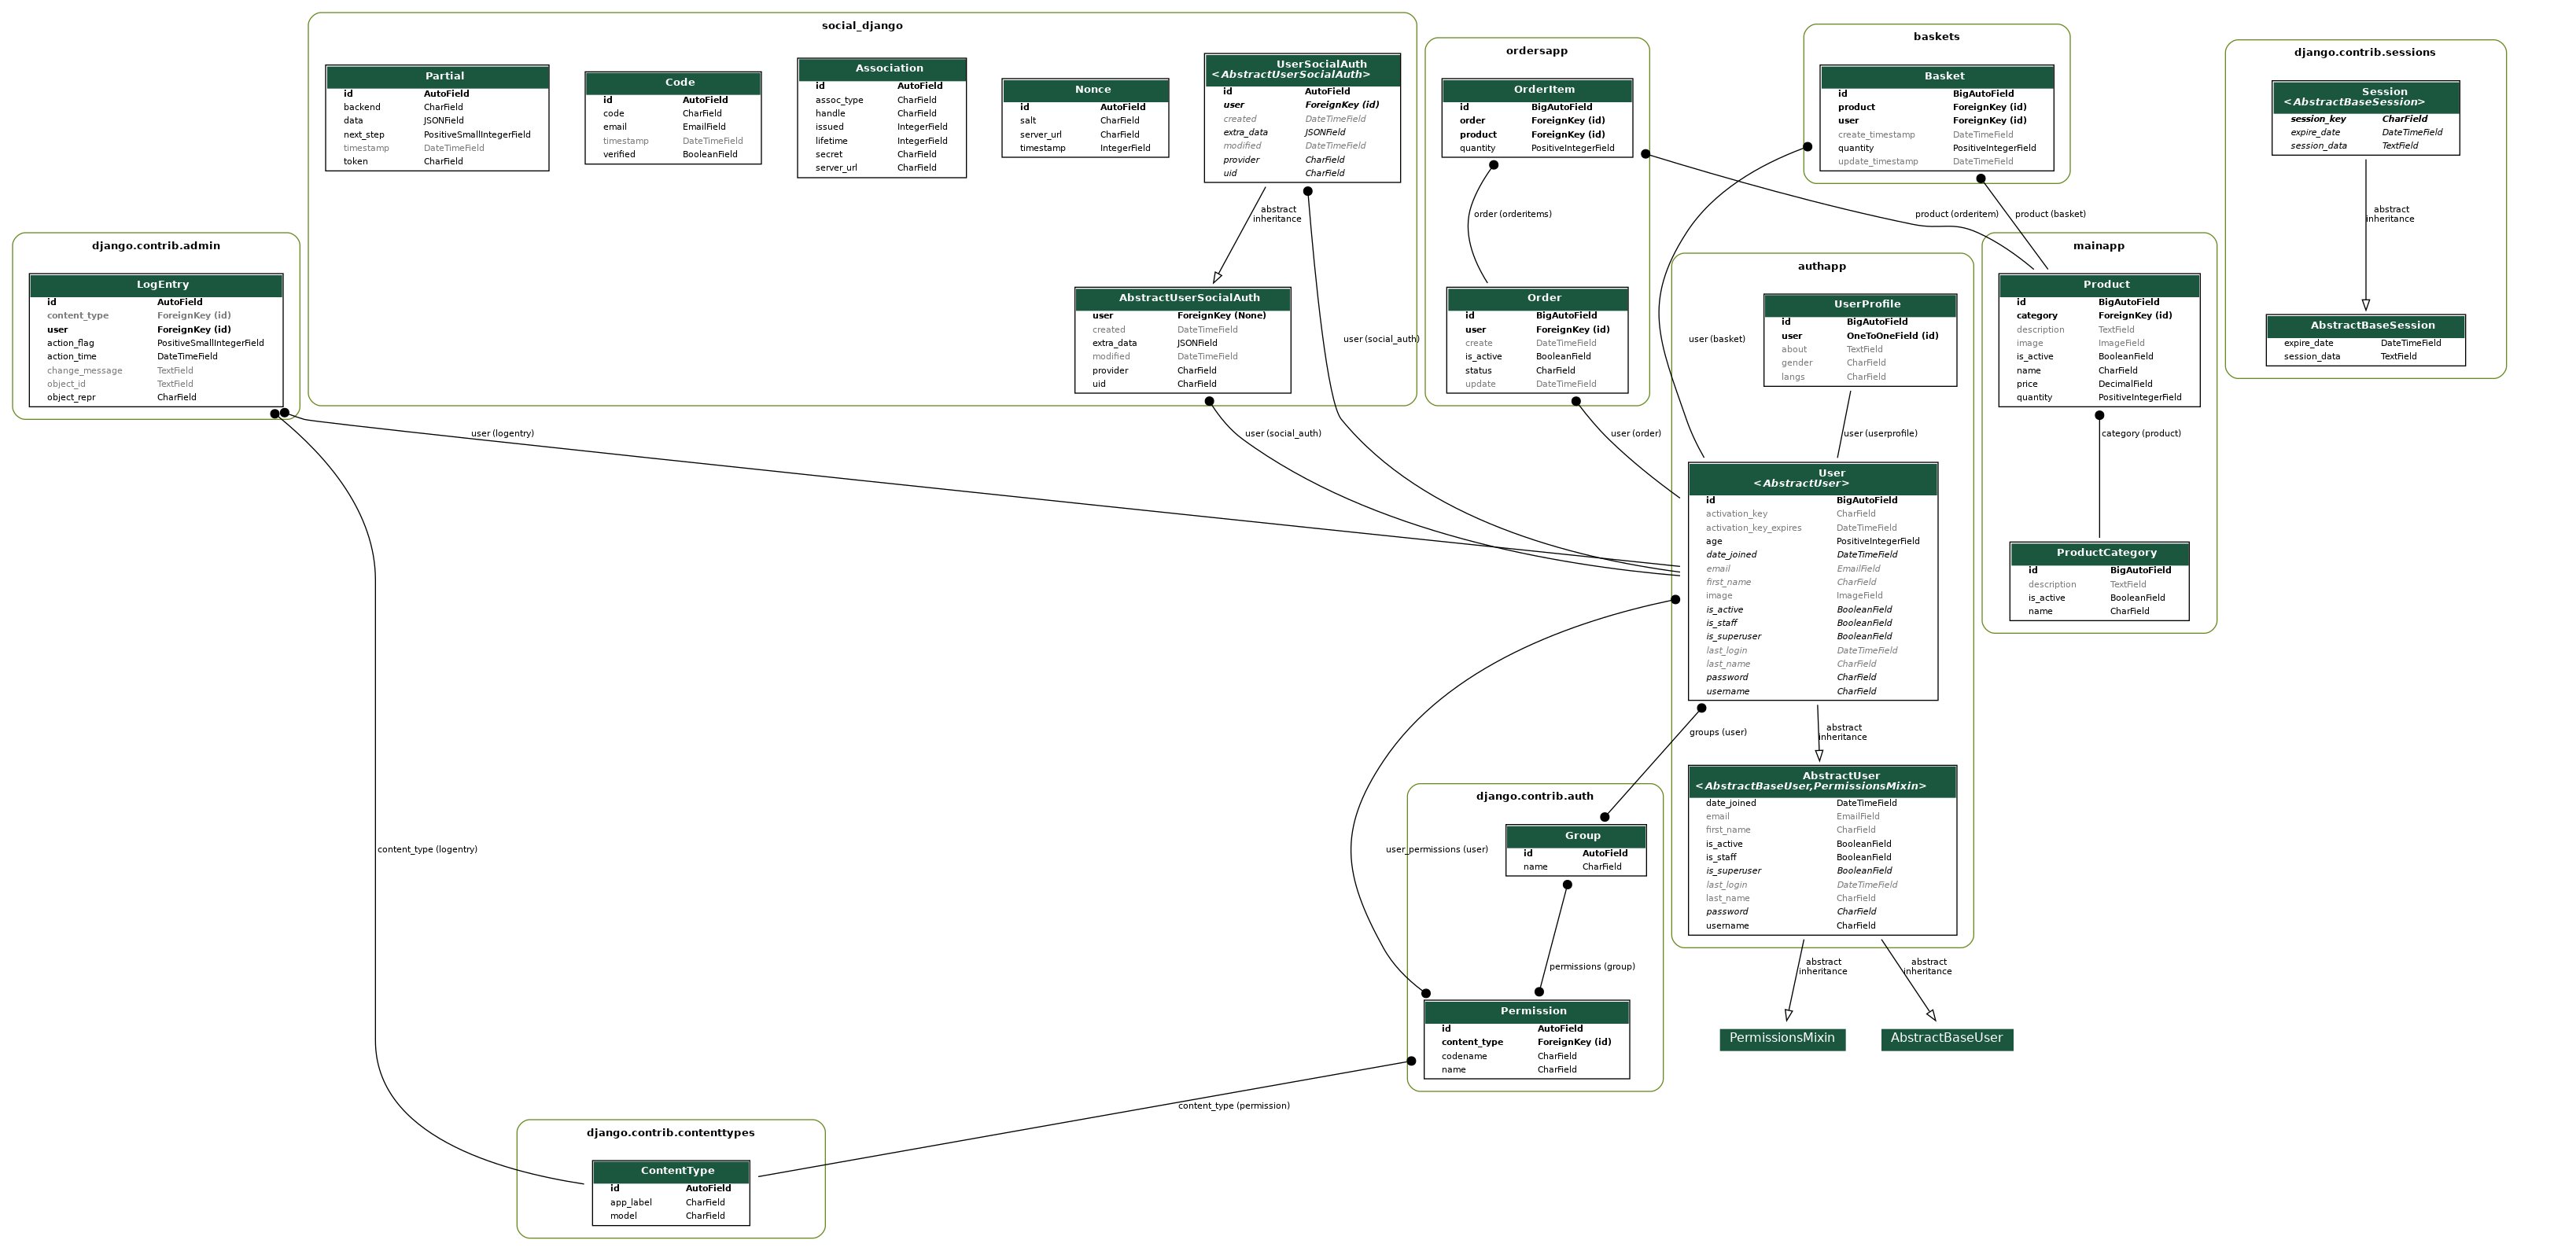 social_django
Partial
id AutoField
backend CharField
data JSONField
next_step PositiveSmallIntegerField
timestamp DateTimeField
token CharField
Code
id AutoField
code CharField
email EmailField
timestamp DateTimeField
verified BooleanField
Association
id AutoField
assoc_type CharField
handle CharField
issued IntegerField
lifetime IntegerField
secret CharField
server_url CharField
Nonce
id AutoField
salt CharField
server_url CharField
timestamp IntegerField
UserSocialAuth
<AbstractUserSocialAuth>
id AutoField
user ForeignKey (id)
created DateTimeField
extra_data JSONField
modified DateTimeField
provider CharField
uid CharField
abstract
inheritance
AbstractUserSocialAuth
user ForeignKey (None)
created DateTimeField
extra_data JSONField
modified DateTimeField
provider CharField
uid CharField
user (social_auth)
user (social_auth)
ordersapp
OrderItem
id BigAutoField
order ForeignKey (id)
product ForeignKey (id)
quantity PositiveIntegerField
order (orderitems)
Order
id BigAutoField
user ForeignKey (id)
create DateTimeField
is_active BooleanField
status CharField
update DateTimeField
user (order)
baskets
Basket
id BigAutoField
product ForeignKey (id)
user ForeignKey (id)
create_timestamp DateTimeField
quantity PositiveIntegerField
update_timestamp DateTimeField
product (orderitem)
product (basket)
user (basket)
django.contrib.sessions
Session
<AbstractBaseSession>
session_key CharField
expire_date DateTimeField
session_data TextField
abstract
inheritance
AbstractBaseSession
expire_date DateTimeField
session_data TextField
django.contrib.admin
LogEntry
id AutoField
content_type ForeignKey (id)
user ForeignKey (id)
action_flag PositiveSmallIntegerField
action_time DateTimeField
change_message TextField
object_id TextField
object_repr CharField
user (logentry)
content_type (logentry)
authapp
UserProfile
id BigAutoField
user OneToOneField (id)
about TextField
gender CharField
langs CharField
user (userprofile)
User
<AbstractUser>
id BigAutoField
activation_key CharField
activation_key_expires DateTimeField
age PositiveIntegerField
date_joined DateTimeField
email EmailField
first_name CharField
image ImageField
is_active BooleanField
is_staff BooleanField
is_superuser BooleanField
last_login DateTimeField
last_name CharField
password CharField
username CharField
groups (user)
abstract
inheritance
AbstractUser
<AbstractBaseUser,PermissionsMixin>
date_joined DateTimeField
email EmailField
first_name CharField
is_active BooleanField
is_staff BooleanField
is_superuser BooleanField
last_login DateTimeField
last_name CharField
password CharField
username CharField
abstract
inheritance
abstract
inheritance
PermissionsMixin
AbstractBaseUser
mainapp
Product
id BigAutoField
category ForeignKey (id)
description TextField
image ImageField
is_active BooleanField
name CharField
price DecimalField
quantity PositiveIntegerField
category (product)
ProductCategory
id BigAutoField
description TextField
is_active BooleanField
name CharField
django.contrib.auth
user_permissions (user)
Group
id AutoField
name CharField
permissions (group)
Permission
id AutoField
content_type ForeignKey (id)
codename CharField
name CharField
content_type (permission)
django.contrib.contenttypes
ContentType
id AutoField
app_label CharField
model CharField